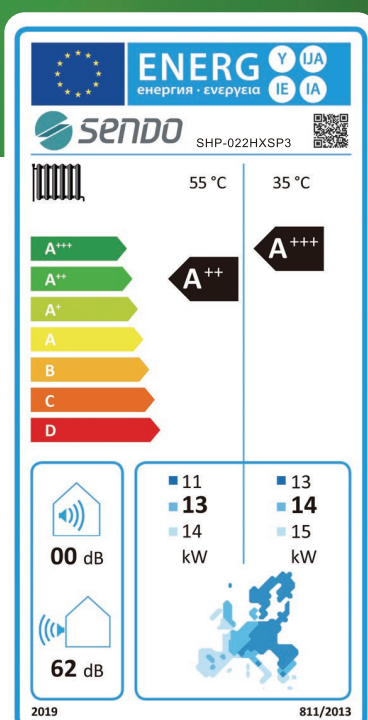 ENERG
енергия · ενεργεια
Y IJA
IE IA
SENDO
SHP-022HXSP3
55 °C 35 °C
A+++
A++
A+
A
B
C
D
A++
A+++
11
13
14
kW
13
14
15
kW
00 dB
62 dB
2019
811/2013